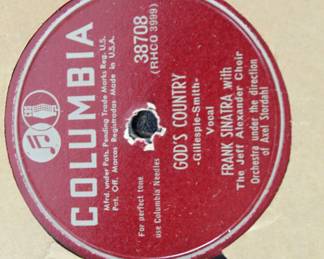 COLUMBIA
Mfrd. under Pats. Pending Trade Marks Reg. U.S.
Pat. Off. Marcas Registradas Made in U.S.A.
38708
(RHCO 3999)
For perfect tone
use Columbia Needles
GOD'S COUNTRY
-Gillespie-Smith-
Vocal
FRANK SINATRA with
The Jeff Alexander Choir
Orchestra under the direction
of Axel Stordahl